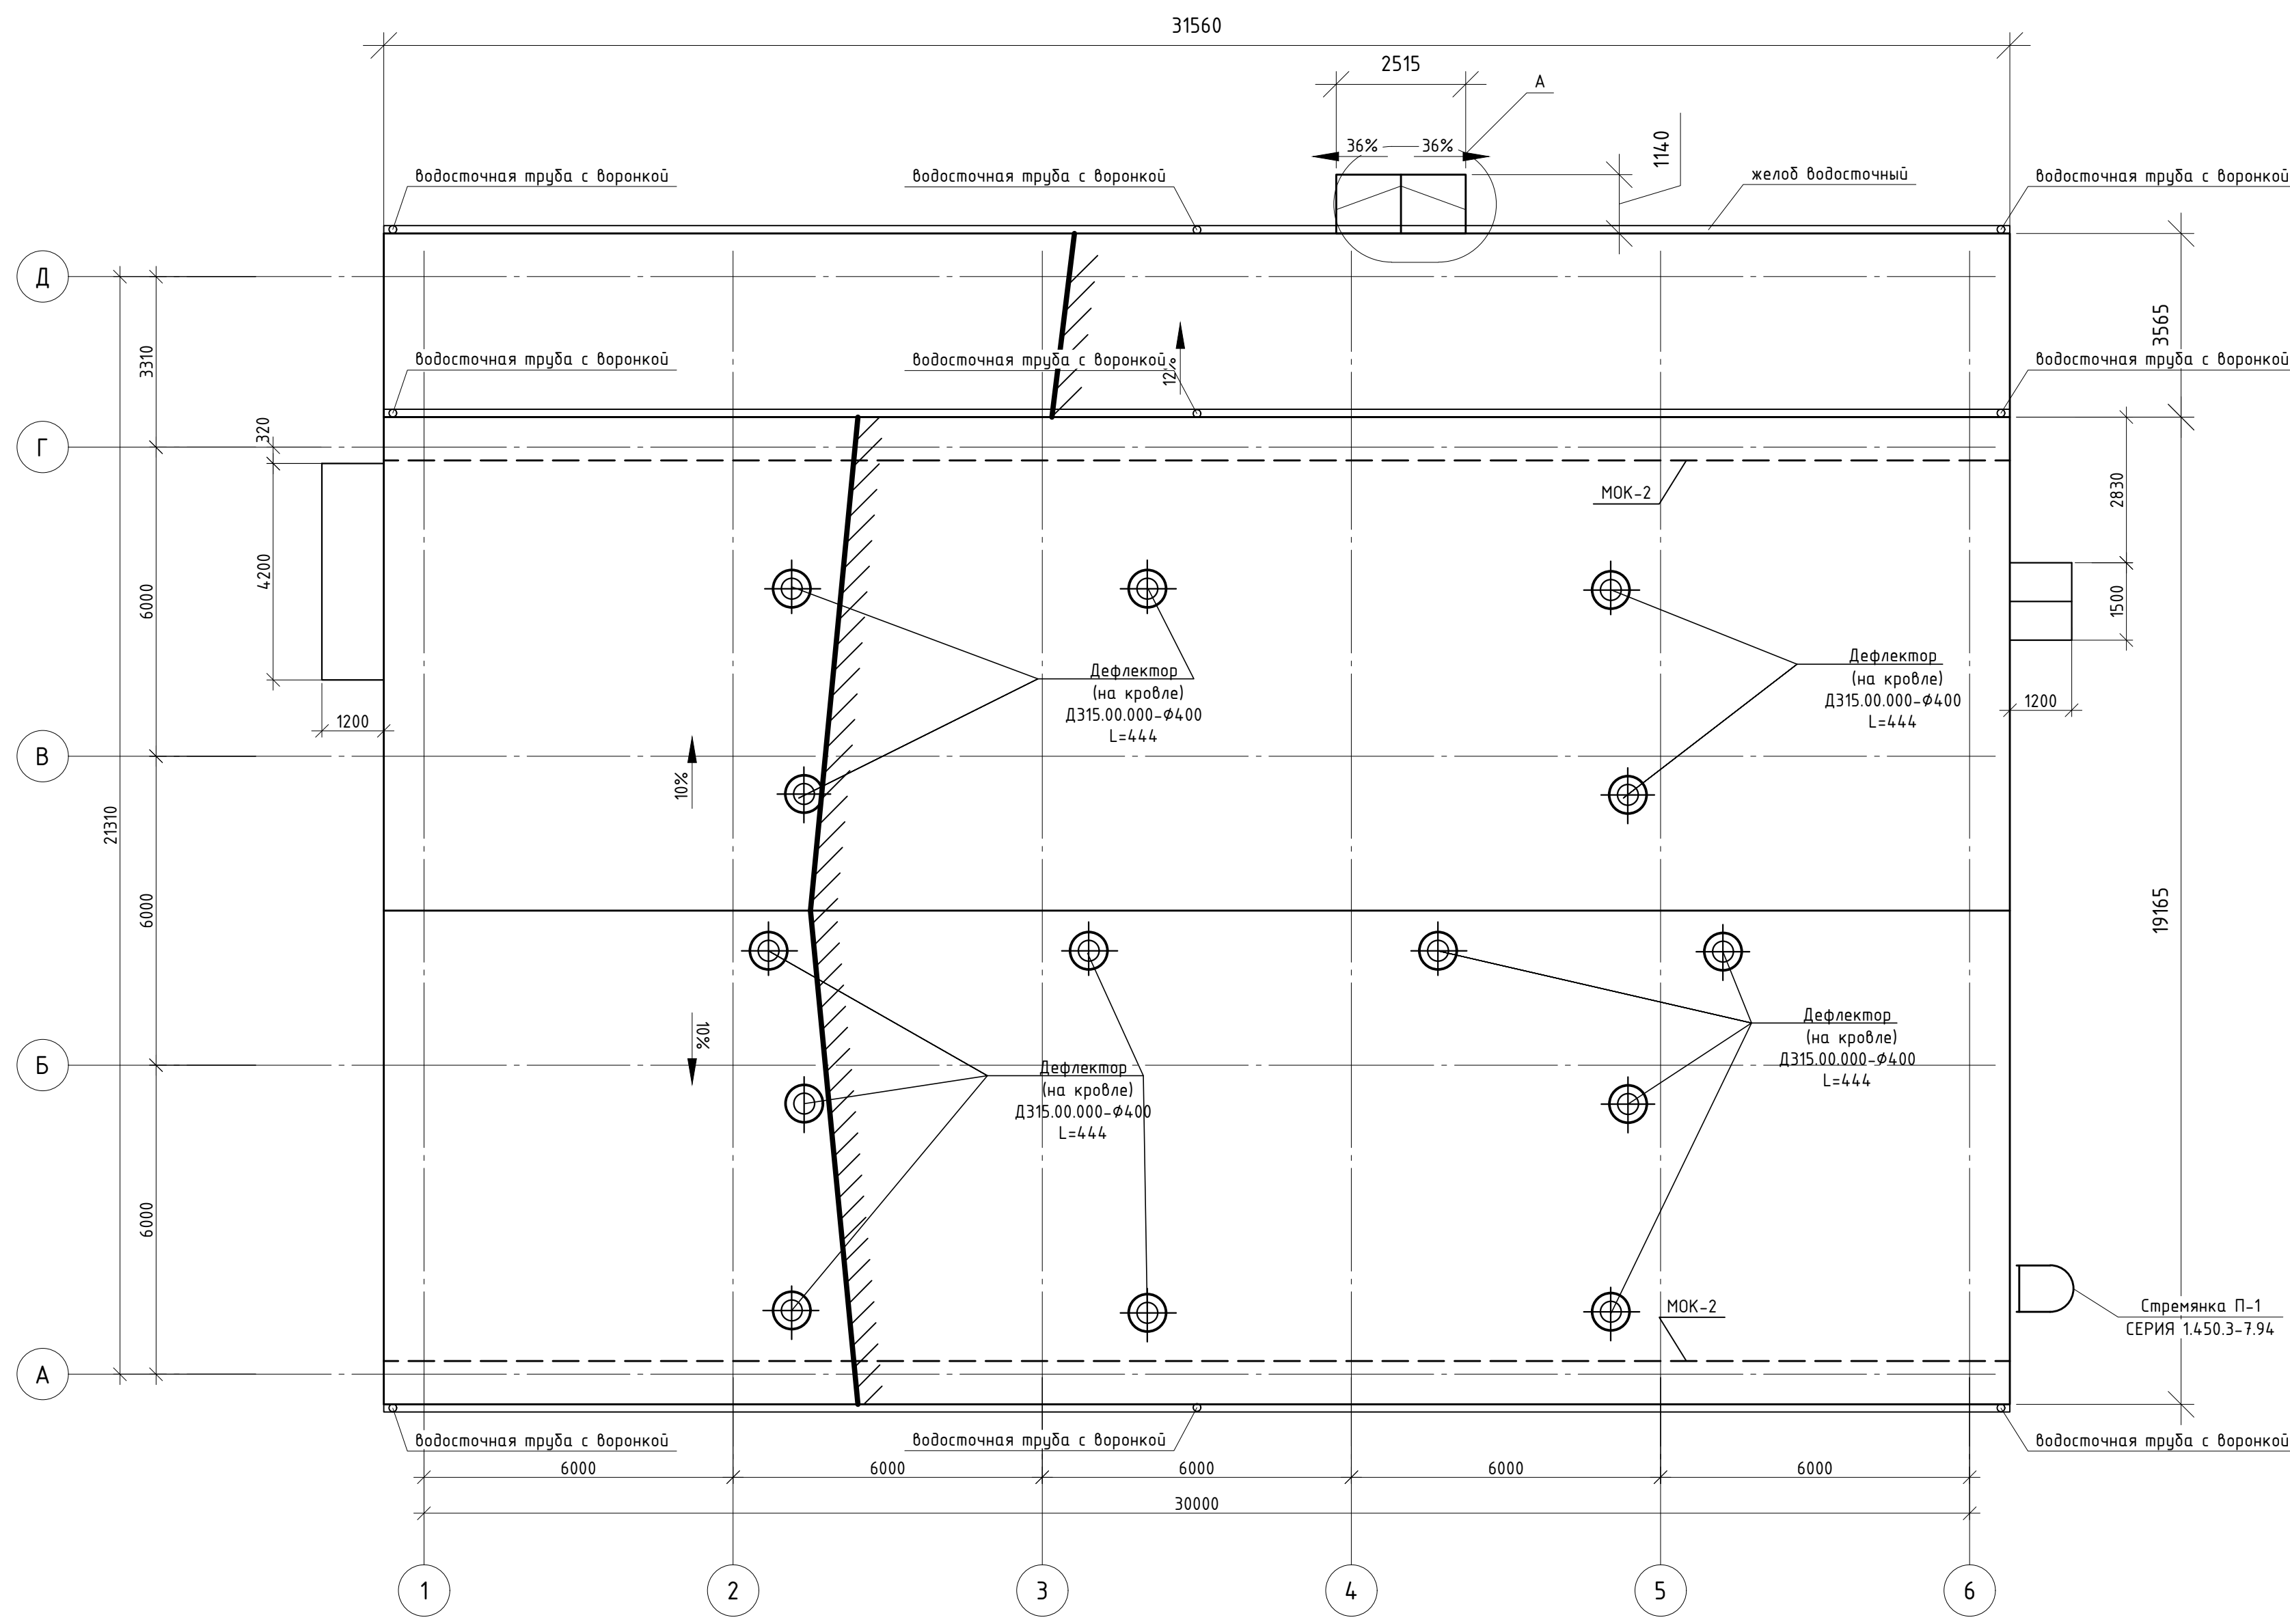 31560
2515
А
36%
36%
1140
водосточная труба с воронкой
водосточная труба с воронкой
желоб водосточный
водосточная труба с воронкой
Д
3310
3565
водосточная труба с воронкой
водосточная труба с воронкой
12%
водосточная труба с воронкой
320
Г
МОК-2
2830
4200
6000
1500
Дефлектор
(на кровле)
Д315.00.000-Ф400
L=444
Дефлектор
(на кровле)
Д315.00.000-Ф400
L=444
1200
1200
В
10%
21310
6000
19165
10%
Дефлектор
(на кровле)
Д315.00.000-Ф400
L=444
Дефлектор
(на кровле)
Д315.00.000-Ф400
L=444
Б
6000
МОК-2
Стремянка П-1
СЕРИЯ 1.450.3-7.94
А
водосточная труба с воронкой
водосточная труба с воронкой
водосточная труба с воронкой
6000
6000
6000
6000
6000
30000
1
2
3
4
5
6